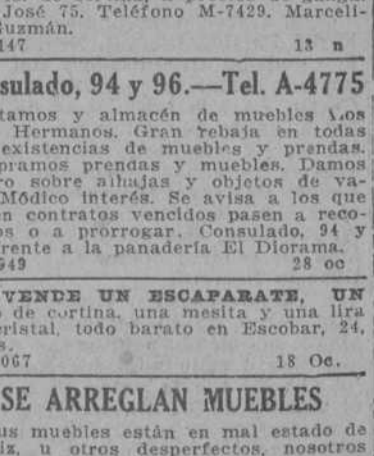 José 75. Teléfono M-7429. Marceli-
Guzmán.
147 13 n
sulado, 94 y 96.—Tel. A-4775
tamos y almacén de muebles Los
Hermanos. Gran rebaja en todas
existencias de muebles y prendas.
pramos prendas y muebles. Damos
ro sobre alhajas y objetos de va-
Módico interés. Se avisa a los que
en contratos vencidos pasen a reco-
os o a prorrogar. Consulado, 94 y
frente a la panadería El Diorama.
949 28 oc
VENDE UN ESCAPARATE, UN
o de cortina, una mesita y una lira
cristal, todo barato en Escobar, 24,
s.
067 18 Oc.
SE ARREGLAN MUEBLES
us muebles están en mal estado de
iz, u otros desperfectos, nosotros